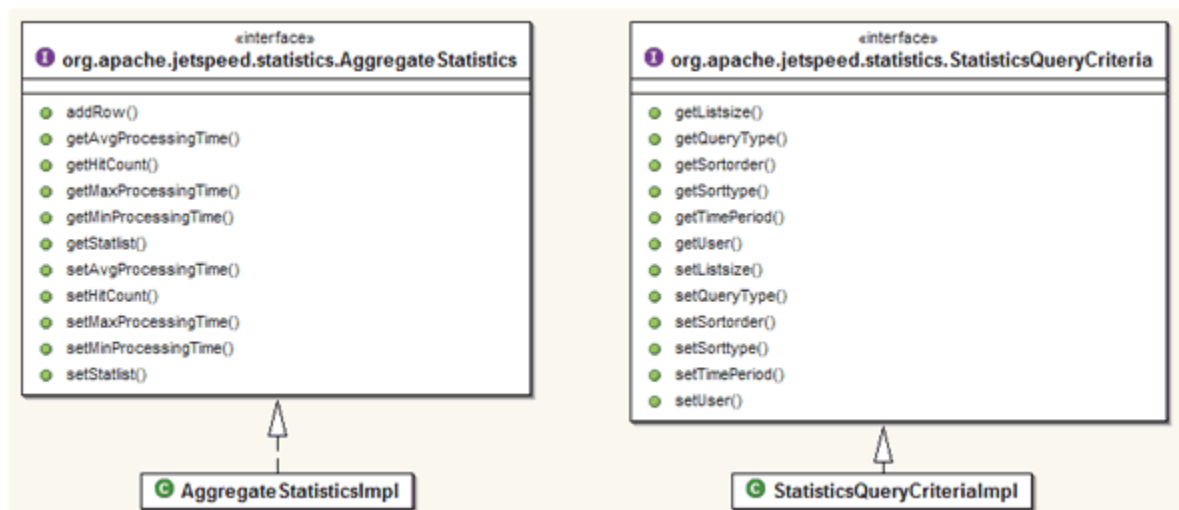 «interface»
I org.apache.jetspeed.statistics.AggregateStatistics
addRow()
getAvgProcessingTime()
getHitCount()
getMaxProcessingTime()
getMinProcessingTime()
getStatlist()
setAvgProcessingTime()
setHitCount()
setMaxProcessingTime()
setMinProcessingTime()
setStatlist()
C AggregateStatisticsImpl
«interface»
I org.apache.jetspeed.statistics.StatisticsQueryCriteria
getListsize()
getQueryType()
getSortorder()
getSorttype()
getTimePeriod()
getUser()
setListsize()
setQueryType()
setSortorder()
setSorttype()
setTimePeriod()
setUser()
C StatisticsQueryCriteriaImpl